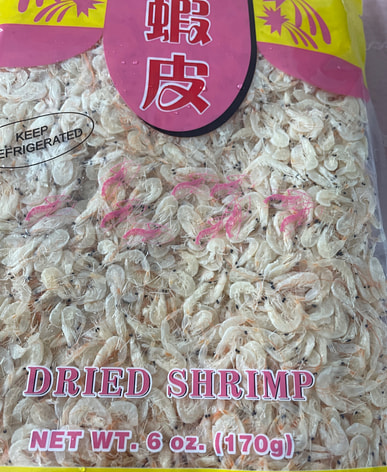 蝦
皮
KEEP
REFRIGERATED
DRIED SHRIMP
NET WT. 6 oz. (170g)